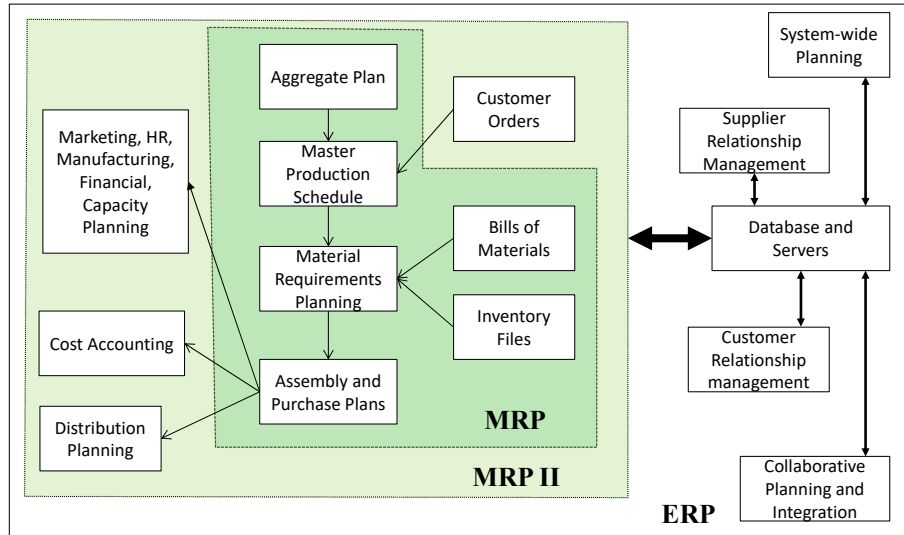 System-wide
Planning
Aggregate Plan
Customer
Orders
Marketing, HR,
Manufacturing,
Financial,
Capacity
Planning
Supplier
Relationship
Management
Master
Production
Schedule
Bills of
Materials
Database and
Servers
Material
Requirements
Planning
Inventory
Files
Cost Accounting
Customer
Relationship
management
Assembly and
Purchase Plans
MRP
Distribution
Planning
MRP II
Collaborative
Planning and
Integration
ERP